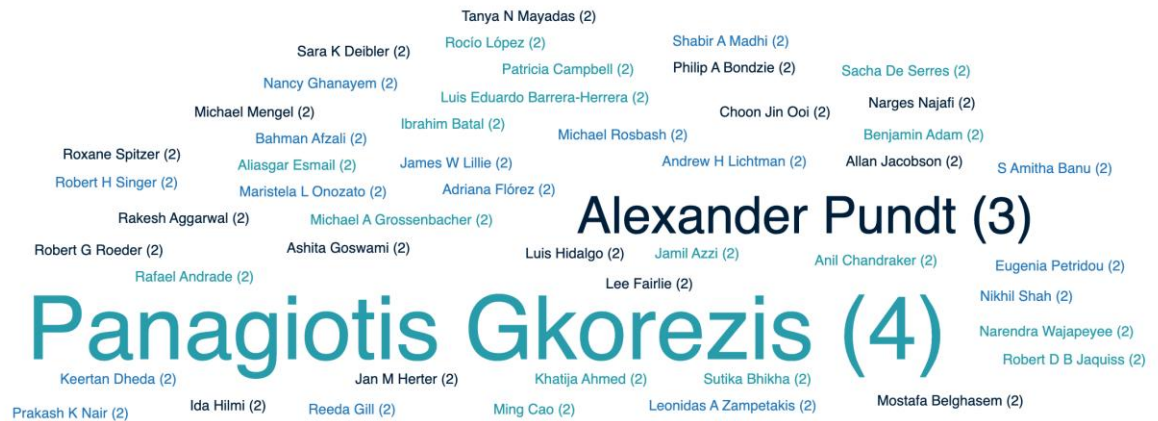 Tanya N Mayadas (2)
Sara K Deibler (2)
Rocío López (2)
Shabir A Madhi (2)
Nancy Ghanayem (2)
Patricia Campbell (2)
Philip A Bondzie (2)
Sacha De Serres (2)
Michael Mengel (2)
Luis Eduardo Barrera-Herrera (2)
Choon Jin Ooi (2)
Narges Najafi (2)
Bahman Afzali (2)
Ibrahim Batal (2)
Michael Rosbash (2)
Benjamin Adam (2)
Roxane Spitzer (2)
Aliasgar Esmail (2)
James W Lillie (2)
Andrew H Lichtman (2)
Allan Jacobson (2)
S Amitha Banu (2)
Robert H Singer (2)
Maristela L Onozato (2)
Adriana Flórez (2)
Rakesh Aggarwal (2)
Michael A Grossenbacher (2)
Alexander Pundt (3)
Robert G Roeder (2)
Ashita Goswami (2)
Luis Hidalgo (2)
Jamil Azzi (2)
Anil Chandraker (2)
Eugenia Petridou (2)
Rafael Andrade (2)
Lee Fairlie (2)
Nikhil Shah (2)
Panagiotis Gkorezis (4)
Narendra Wajapeyee (2)
Robert D B Jaquiss (2)
Keertan Dheda (2)
Jan M Herter (2)
Khatija Ahmed (2)
Sutika Bhikha (2)
Prakash K Nair (2)
Ida Hilmi (2)
Reeda Gill (2)
Ming Cao (2)
Leonidas A Zampetakis (2)
Mostafa Belghasem (2)